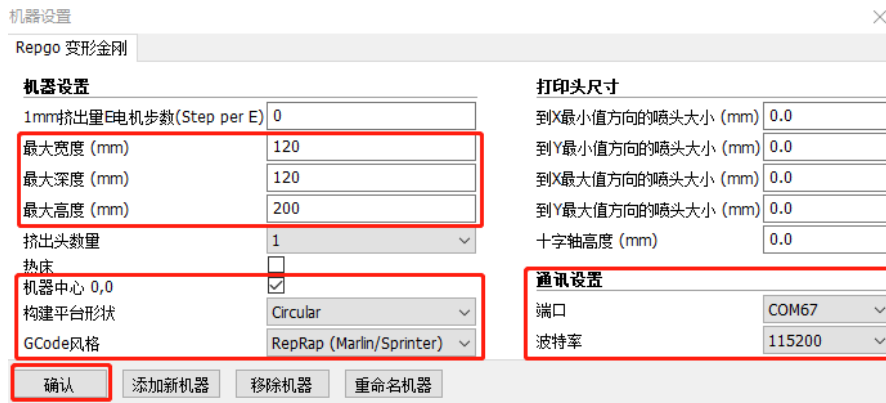 机器设置
Repgo 变形金刚
机器设置
1mm挤出量E电机步数(Step per E) 0
最大宽度 (mm) 120
最大深度 (mm) 120
最大高度 (mm) 200
挤出头数量 1
热床
机器中心 0,0
构建平台形状 Circular
GCode风格 RepRap (Marlin/Sprinter)
打印头尺寸
到X最小值方向的喷头大小 (mm) 0.0
到Y最小值方向的喷头大小 (mm) 0.0
到X最大值方向的喷头大小 (mm) 0.0
到Y最大值方向的喷头大小 (mm) 0.0
十字轴高度 (mm) 0.0
通讯设置
端口 COM67
波特率 115200
确认 添加新机器 移除机器 重命名机器